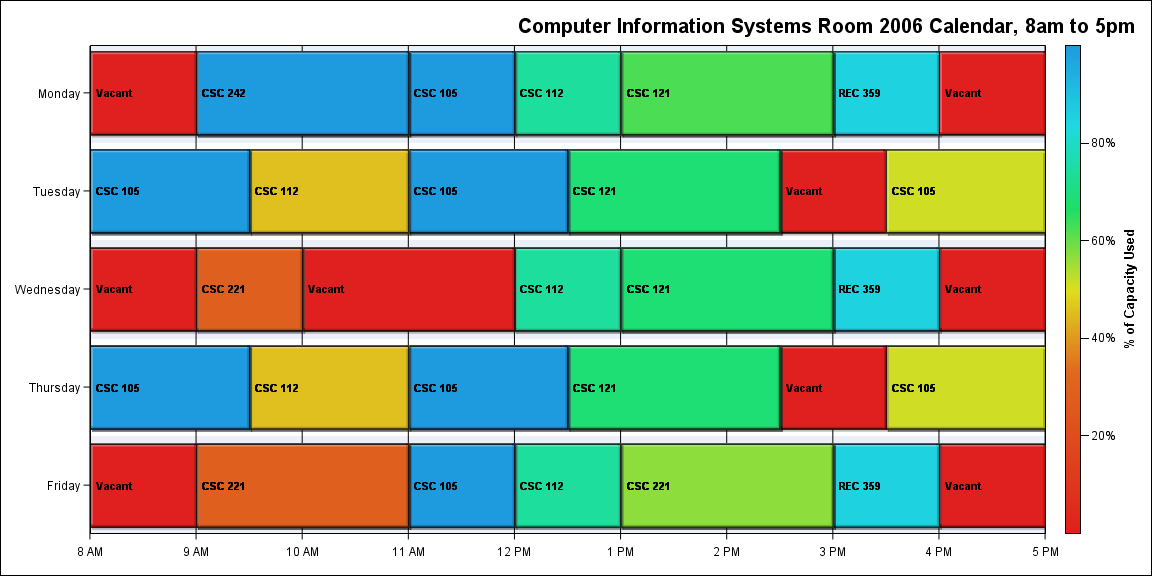 Computer Information Systems Room 2006 Calendar, 8am to 5pm
Monday
Vacant
CSC 242
CSC 105
CSC 112
CSC 121
REC 359
Vacant
Tuesday
CSC 105
CSC 112
CSC 105
CSC 121
Vacant
CSC 105
Wednesday
Vacant
CSC 221
Vacant
CSC 112
CSC 121
REC 359
Vacant
Thursday
CSC 105
CSC 112
CSC 105
CSC 121
Vacant
CSC 105
Friday
Vacant
CSC 221
CSC 105
CSC 112
CSC 221
REC 359
Vacant
8 AM
9 AM
10 AM
11 AM
12 PM
1 PM
2 PM
3 PM
4 PM
5 PM
80%
60%
40%
20%
% of Capacity Used